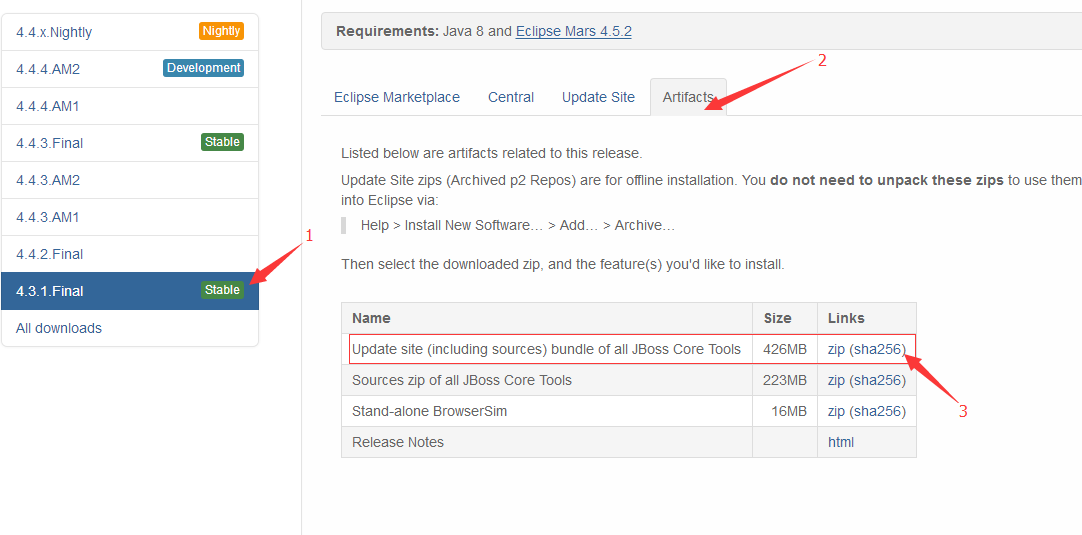 4.4.x.Nightly Nightly
4.4.4.AM2 Development
4.4.4.AM1
4.4.3.Final Stable
4.4.3.AM2
4.4.3.AM1
4.4.2.Final
1
4.3.1.Final Stable
All downloads
Requirements: Java 8 and Eclipse Mars 4.5.2
2
Eclipse Marketplace Central Update Site Artifacts
Listed below are artifacts related to this release.
Update Site zips (Archived p2 Repos) are for offline installation. You do not need to unpack these zips to use them
into Eclipse via:
Help > Install New Software... > Add... > Archive...
Then select the downloaded zip, and the feature(s) you'd like to install.
Name Size Links
Update site (including sources) bundle of all JBoss Core Tools 426MB zip (sha256)
Sources zip of all JBoss Core Tools 223MB zip (sha256)
Stand-alone BrowserSim 16MB zip (sha256)
3
Release Notes html